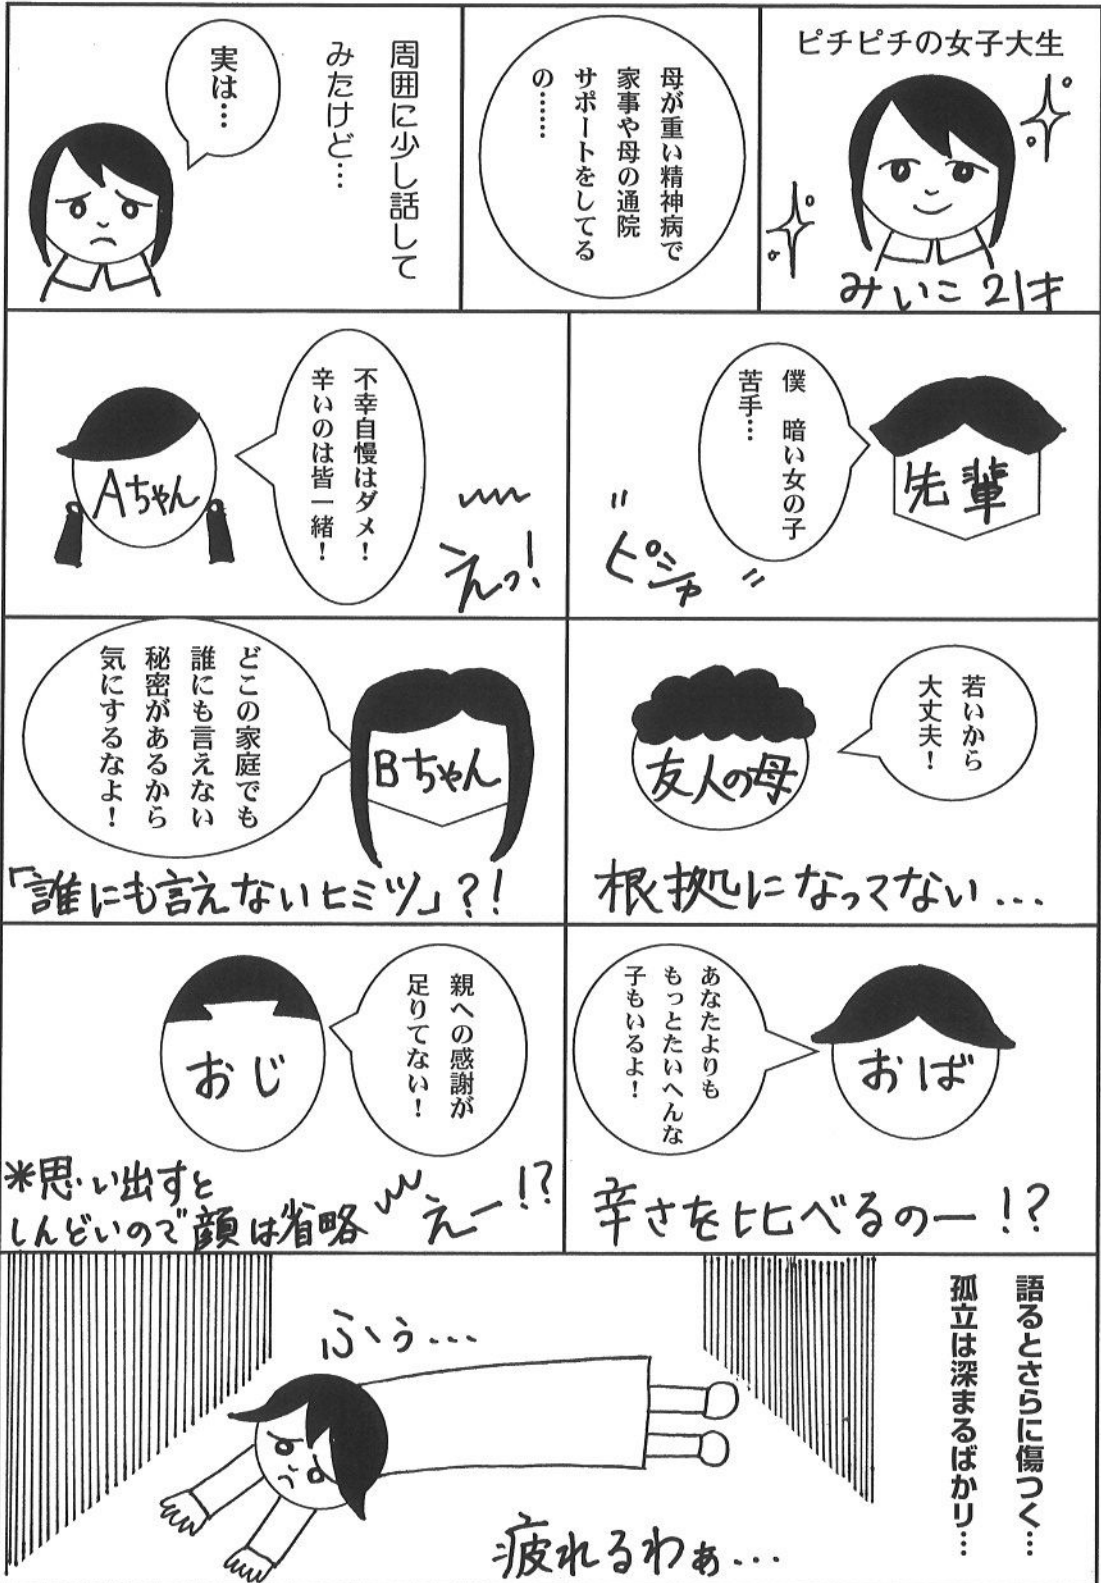 ピチピチの女子大生
みいこ 21才
母が重い精神病で
家事や母の通院
サポートをしてる
の……
周囲に少し話して
みたけど…
実は…
先輩
僕 暗い女の子
苦手…
ピシャ
不幸自慢はダメ！
辛いのは皆一緒！
Aちゃん
えっ！
若いから
大丈夫！
友人の母
根拠になってない…
Bちゃん
どこの家庭でも
誰にも言えない
秘密があるから
気にするなよ！
「誰にも言えないヒミツ」？！
おば
あなたよりも
もっとたいへんな
子もいるよ！
辛さを比べるのー！？
親への感謝が
足りてない！
おじ
えー！？
＊思い出すと
しんどいので顔は省略
語るとさらに傷つく…
孤立は深まるばかり…
ふぅ…
疲れるわぁ…